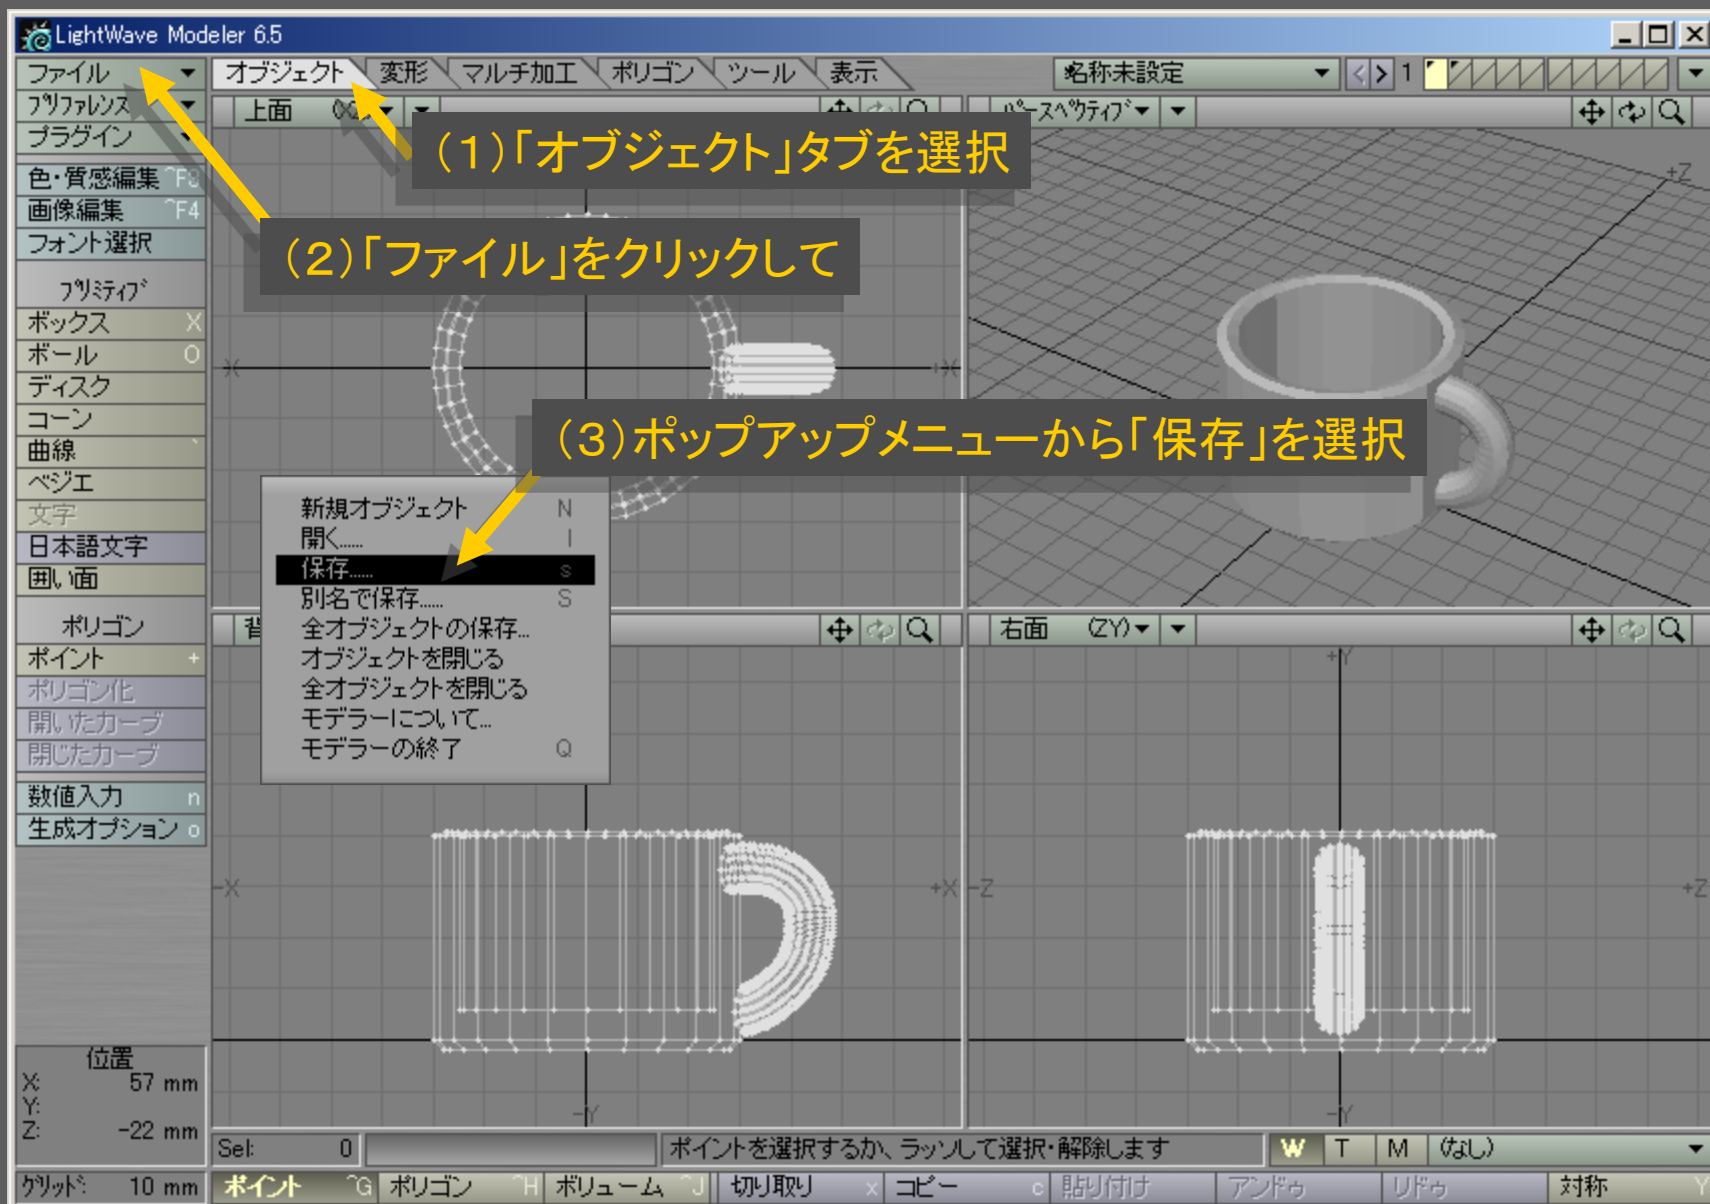 LightWave Modeler 6.5
ファイル
オブジェクト 変形 マルチ加工 ポリゴン ツール 表示
名称未設定
1
プリファレンス
プラグイン
上面
パースペクティブ
(1)「オブジェクト」タブを選択
(2)「ファイル」をクリックして
(3)ポップアップメニューから「保存」を選択
色・質感編集 ^F3
画像編集 ^F4
フォント選択
プリミティブ
ボックス X
ボール O
ディスク
コーン
曲線 `
ベジエ
文字
日本語文字
囲い面
ポリゴン
ポイント +
ポリゴン化
開いたカーブ
閉じたカーブ
数値入力 n
生成オプション o
新規オブジェクト N
開く..... I
保存..... s
別名で保存..... S
全オブジェクトの保存...
オブジェクトを閉じる
全オブジェクトを閉じる
モデラーについて...
モデラーの終了 Q
右面 (ZY)
+Z
-X
+X
+Y
-X
+X
-Z
+Z
-Y
-Y
位置
X: 57 mm
Y:
Z: -22 mm
Sel: 0
ポイントを選択するか、ラッソして選択・解除します
W T M (なし)
グリッド: 10 mm
ポイント ^G ポリゴン ^H ボリューム ^J 切り取り x コピー c 貼り付け アンドゥ リドゥ 対称 Y